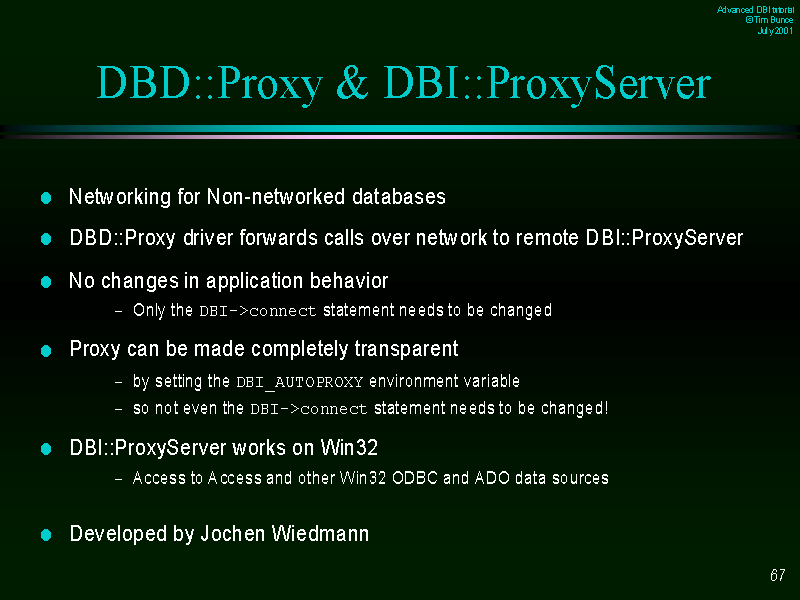 Advanced DBI tutorial
© Tim Bunce
July 2001
DBD::Proxy & DBI::ProxyServer
Networking for Non-networked databases
DBD::Proxy driver forwards calls over network to remote DBI::ProxyServer
No changes in application behavior
– Only the DBI->connect statement needs to be changed
Proxy can be made completely transparent
– by setting the DBI_AUTOPROXY environment variable
– so not even the DBI->connect statement needs to be changed!
DBI::ProxyServer works on Win32
– Access to Access and other Win32 ODBC and ADO data sources
Developed by Jochen Wiedmann
67